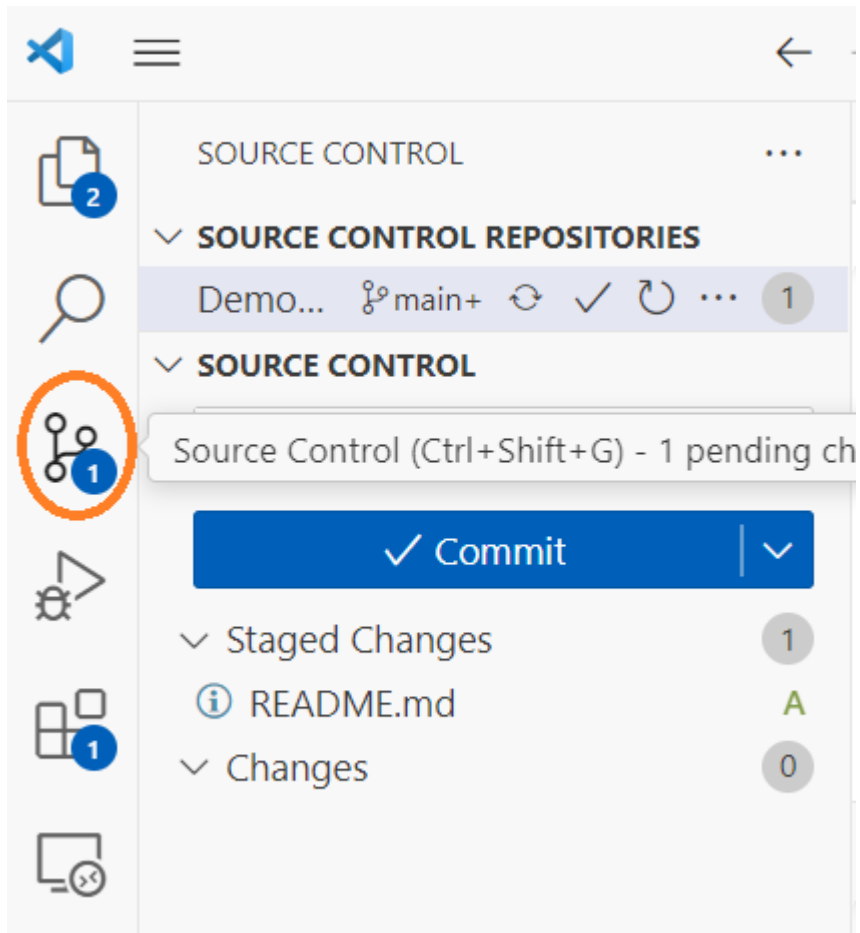 2
SOURCE CONTROL
SOURCE CONTROL REPOSITORIES
Demo... main+ 1
SOURCE CONTROL
1
Source Control (Ctrl+Shift+G) - 1 pending ch
Commit
Staged Changes 1
README.md A
1
Changes 0